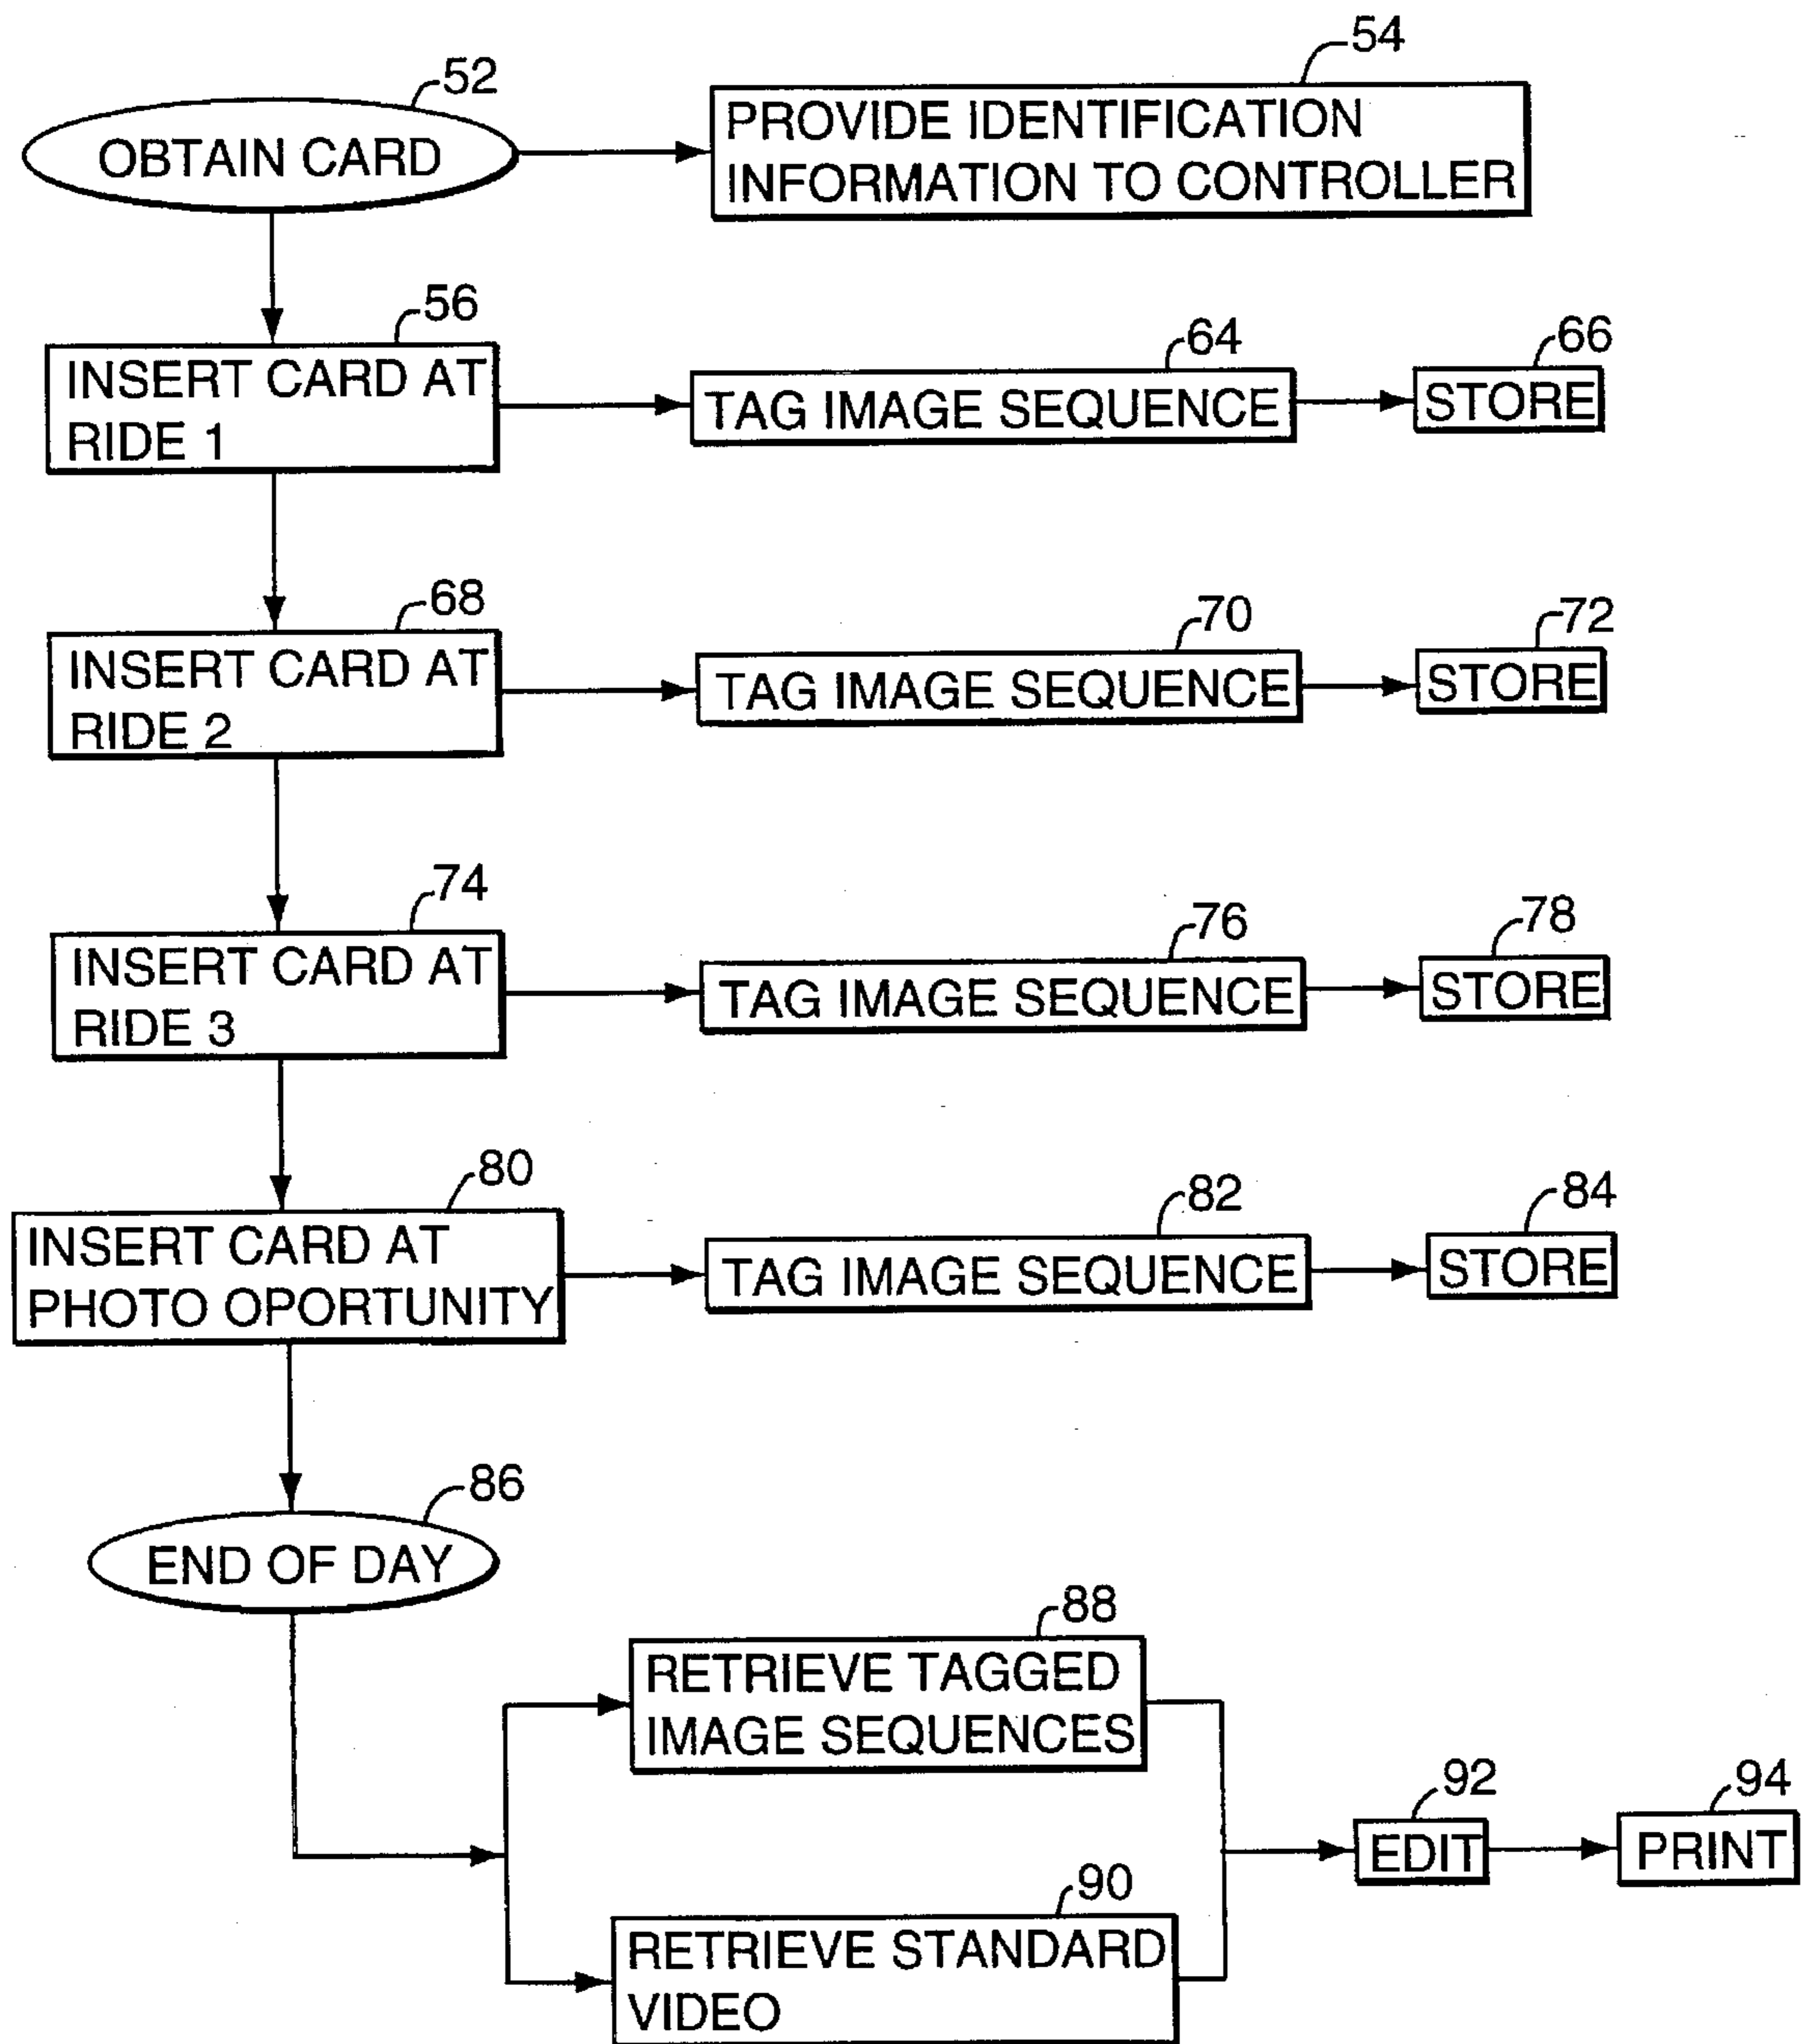 52
54
OBTAIN CARD
PROVIDE IDENTIFICATION
INFORMATION TO CONTROLLER
56
64
66
INSERT CARD AT
RIDE 1
TAG IMAGE SEQUENCE
STORE
68
70
72
INSERT CARD AT
RIDE 2
TAG IMAGE SEQUENCE
STORE
74
76
78
INSERT CARD AT
RIDE 3
TAG IMAGE SEQUENCE
STORE
80
82
84
INSERT CARD AT
PHOTO OPORTUNITY
TAG IMAGE SEQUENCE
STORE
86
END OF DAY
88
RETRIEVE TAGGED
IMAGE SEQUENCES
90
RETRIEVE STANDARD
VIDEO
92
EDIT
94
PRINT